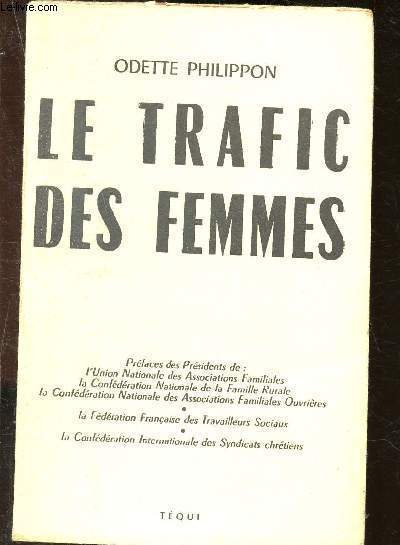 Le-livre.com
ODETTE PHILIPPON
LE TRAFIC
DES FEMMES
Préfaces des Présidents de :
l'Union Nationale des Associations Familiales
la Confédération Nationale de la Famille Rurale
la Confédération Nationale des Associations Familiales Ouvrières
•
la Fédération Française des Travailleurs Sociaux
•
la Confédération Internationale des Syndicats chrétiens
TÉQUI